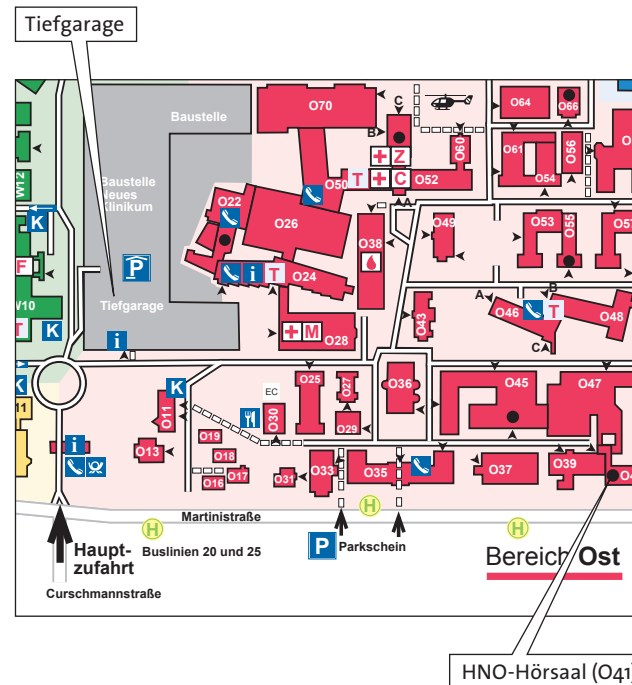 Tiefgarage
Baustelle
O70
C
B
Z
O60
O64
O66
W12
Baustelle
Neues
Klinikum
O22
O50
T
C
O52
A
O61
O54
O56
K
O26
O38
O49
O53
O55
O57
F
O24
T
i
Tiefgarage
W10
T
K
i
M
O28
O43
A
O46
T
B
C
O48
K
K
O11
EC
O25
O27
O36
O45
O47
11
O30
O29
O19
O18
O13
O17
O16
O31
O33
O35
O37
O39
i
Martinistraße
H
H
H
Haupt-
zufahrt
Buslinien 20 und 25
P
Parkschein
Bereich Ost
Curschmannstraße
HNO-Hörsaal (O41)